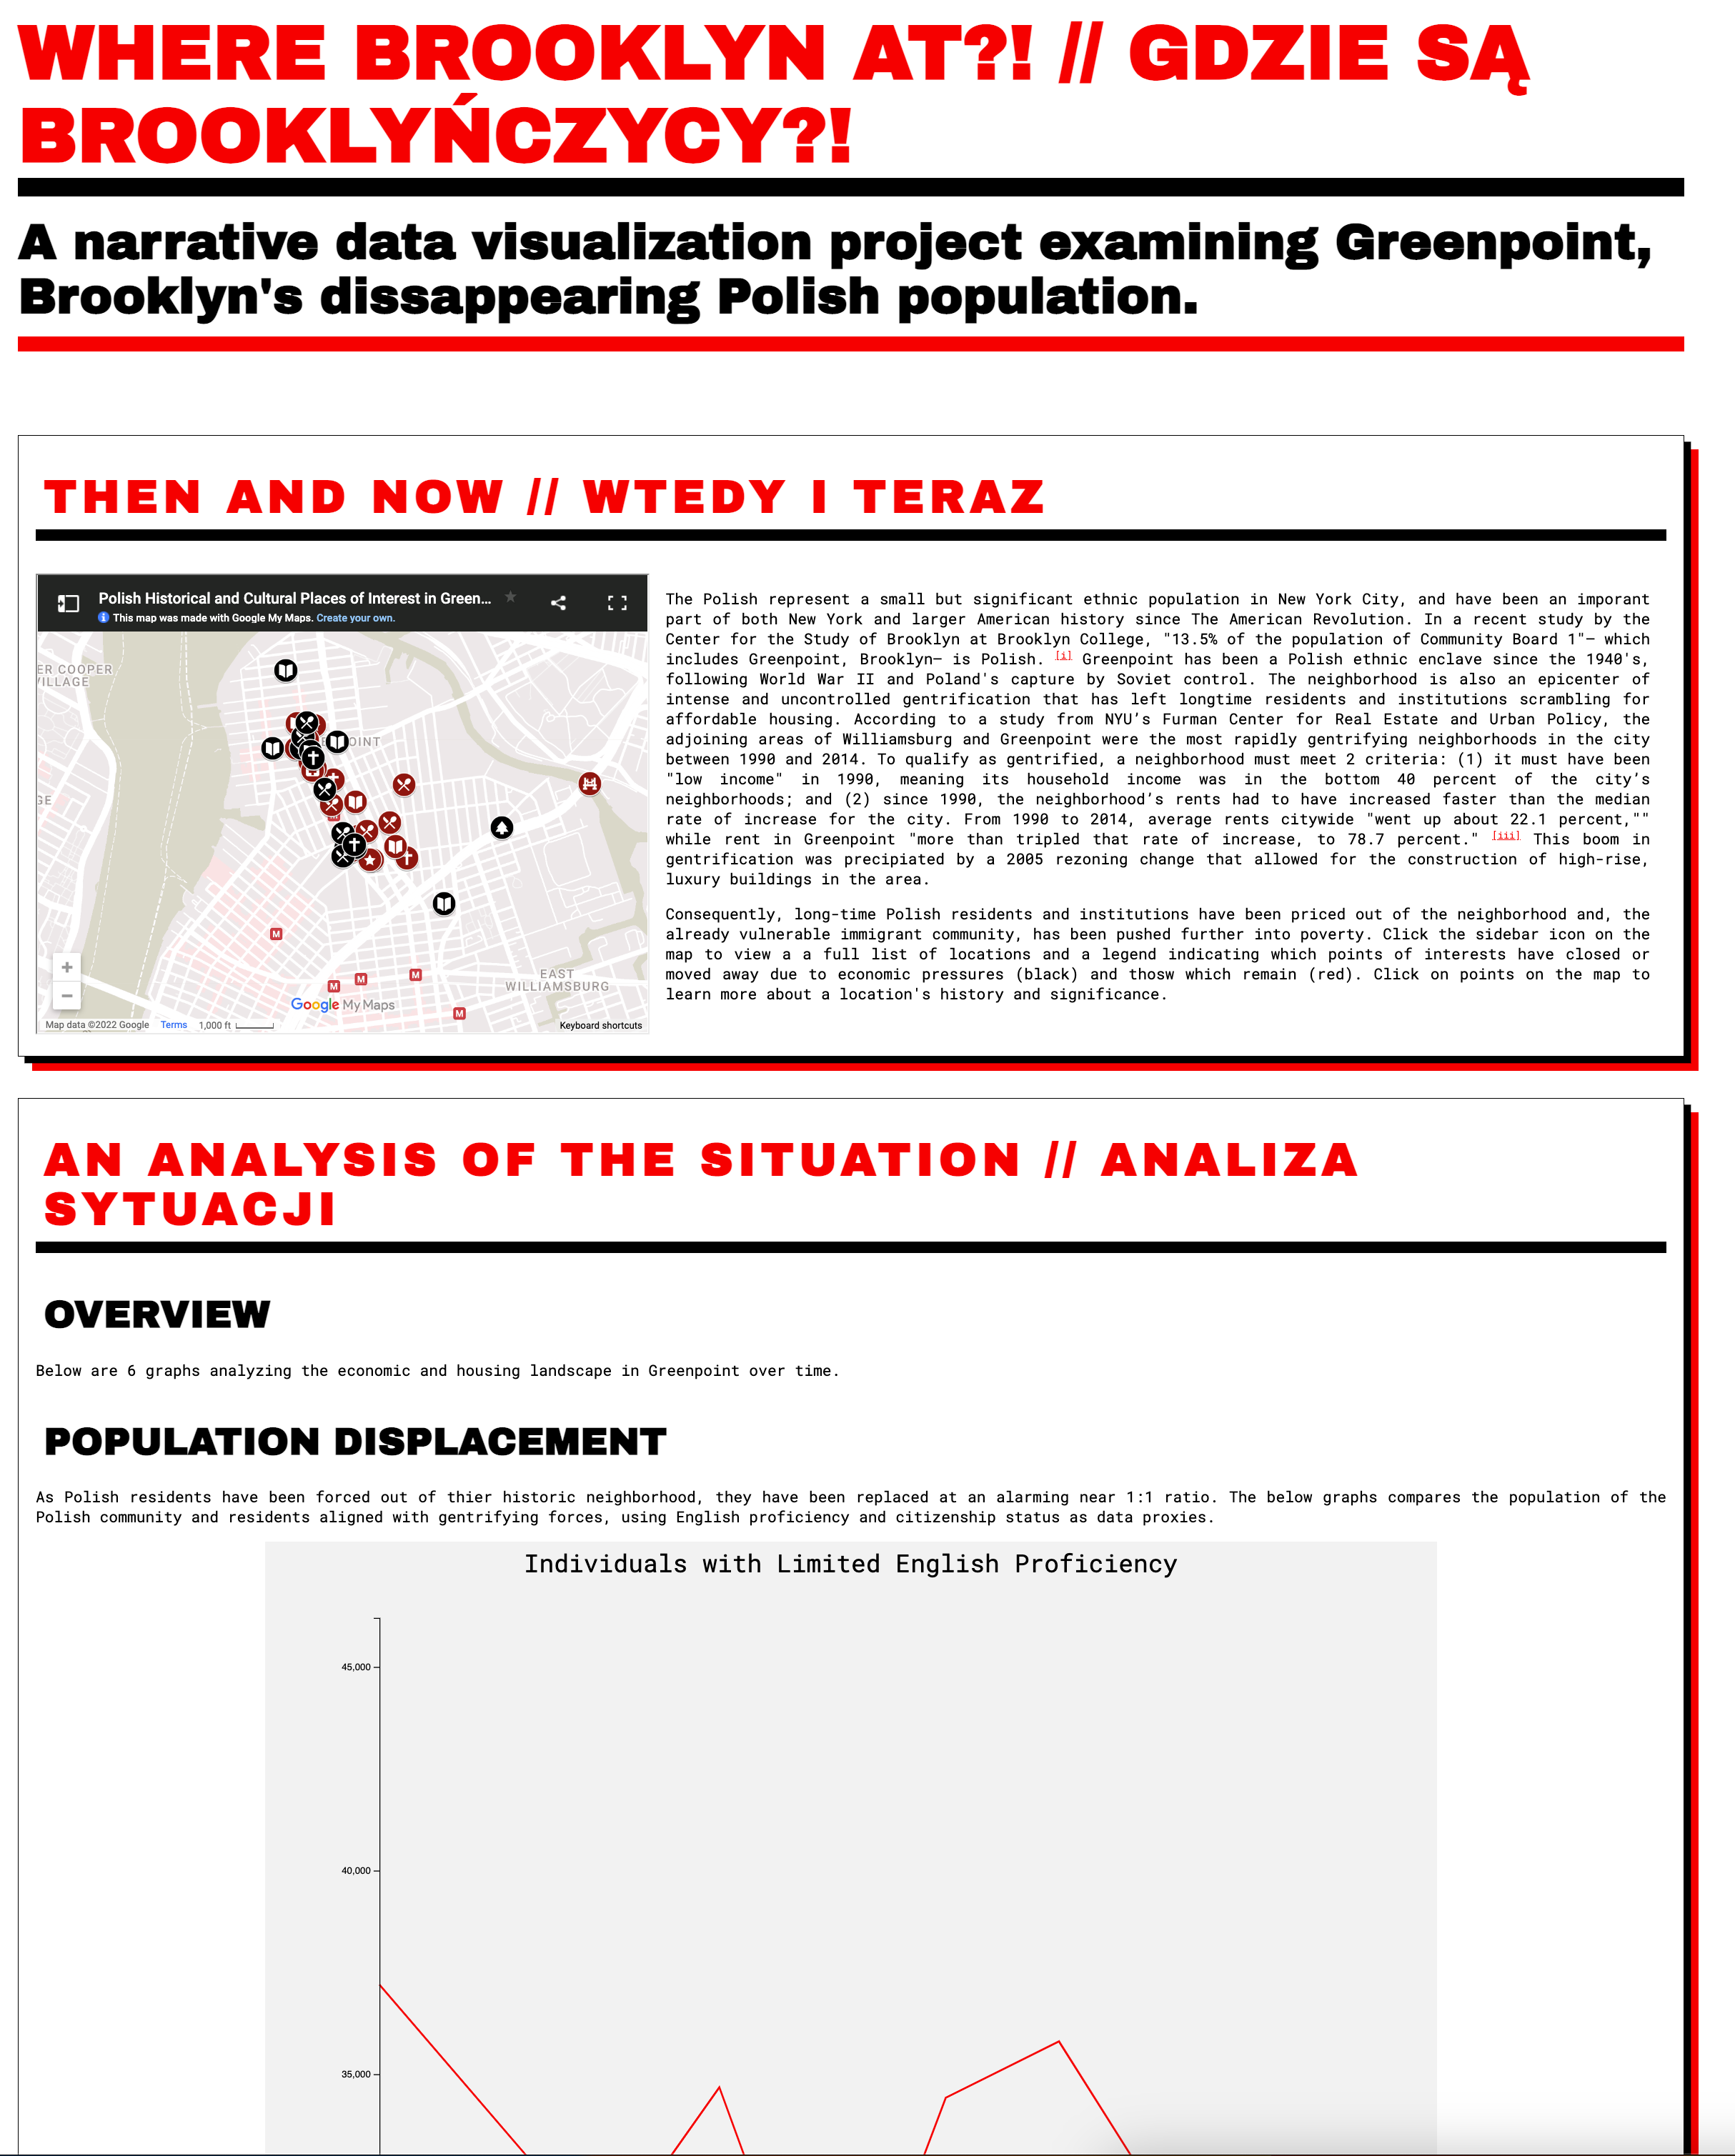 WHERE BROOKLYN AT?! // GDZIE SĄ
BROOKLYŃCZYCY?!
A narrative data visualization project examining Greenpoint,
Brooklyn's dissappearing Polish population.
THEN AND NOW // WTEDY I TERAZ
Polish Historical and Cultural Places of Interest in Green...
This map was made with Google My Maps. Create your own.
ER COOPER
VILLAGE
OINT
GE
EAST
WILLIAMSBURG
M
M
M
M
M
+
−
Google My Maps
Map data ©2022 Google Terms 1,000 ft Keyboard shortcuts
The Polish represent a small but significant ethnic population in New York City, and have been an imporant
part of both New York and larger American history since The American Revolution. In a recent study by the
Center for the Study of Brooklyn at Brooklyn College, "13.5% of the population of Community Board 1"— which
includes Greenpoint, Brooklyn— is Polish. [i] Greenpoint has been a Polish ethnic enclave since the 1940's,
following World War II and Poland's capture by Soviet control. The neighborhood is also an epicenter of
intense and uncontrolled gentrification that has left longtime residents and institutions scrambling for
affordable housing. According to a study from NYU’s Furman Center for Real Estate and Urban Policy, the
adjoining areas of Williamsburg and Greenpoint were the most rapidly gentrifying neighborhoods in the city
between 1990 and 2014. To qualify as gentrified, a neighborhood must meet 2 criteria: (1) it must have been
"low income" in 1990, meaning its household income was in the bottom 40 percent of the city’s
neighborhoods; and (2) since 1990, the neighborhood’s rents had to have increased faster than the median
rate of increase for the city. From 1990 to 2014, average rents citywide "went up about 22.1 percent,""
while rent in Greenpoint "more than tripled that rate of increase, to 78.7 percent." [iii] This boom in
gentrification was precipiated by a 2005 rezoning change that allowed for the construction of high-rise,
luxury buildings in the area.
Consequently, long-time Polish residents and institutions have been priced out of the neighborhood and, the
already vulnerable immigrant community, has been pushed further into poverty. Click the sidebar icon on the
map to view a a full list of locations and a legend indicating which points of interests have closed or
moved away due to economic pressures (black) and thosw which remain (red). Click on points on the map to
learn more about a location's history and significance.
AN ANALYSIS OF THE SITUATION // ANALIZA
SYTUACJI
OVERVIEW
Below are 6 graphs analyzing the economic and housing landscape in Greenpoint over time.
POPULATION DISPLACEMENT
As Polish residents have been forced out of thier historic neighborhood, they have been replaced at an alarming near 1:1 ratio. The below graphs compares the population of the
Polish community and residents aligned with gentrifying forces, using English proficiency and citizenship status as data proxies.
Individuals with Limited English Proficiency
45,000
40,000
35,000